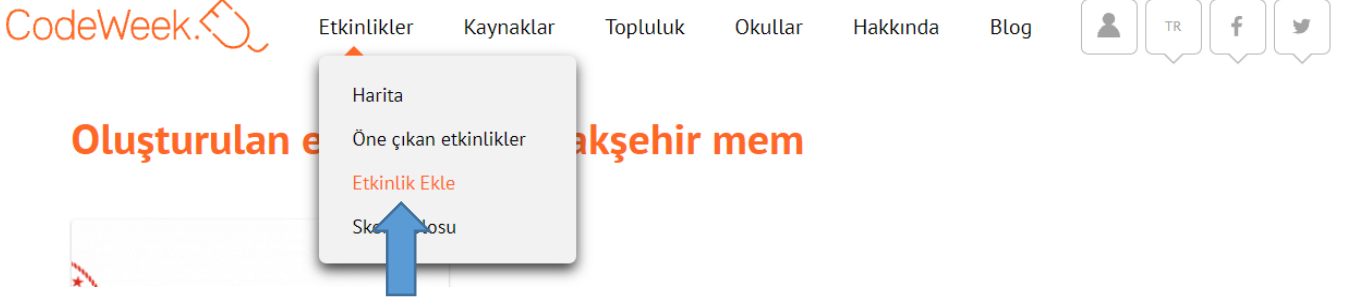 CodeWeek.
Etkinlikler Kaynaklar Topluluk Okullar Hakkında Blog TR
Harita
Oluşturulan akşehir mem
Öne çıkan etkinlikler
Etkinlik Ekle